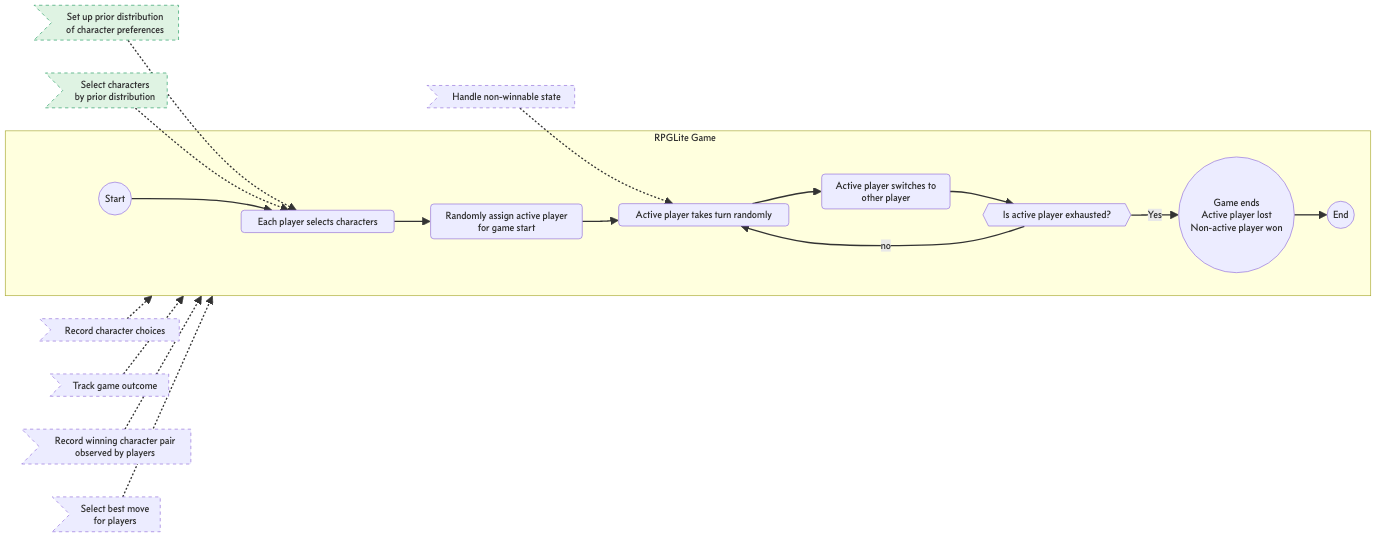 Set up prior distribution
of character preferences
Select characters
by prior distribution
Handle non-winnable state
RPGLite Game
Start
Each player selects characters
Randomly assign active player
for game start
Active player takes turn randomly
Active player switches to
other player
Is active player exhausted?
Yes
no
Game ends
Active player lost
Non-active player won
End
Record character choices
Track game outcome
Record winning character pair
observed by players
Select best move
for players